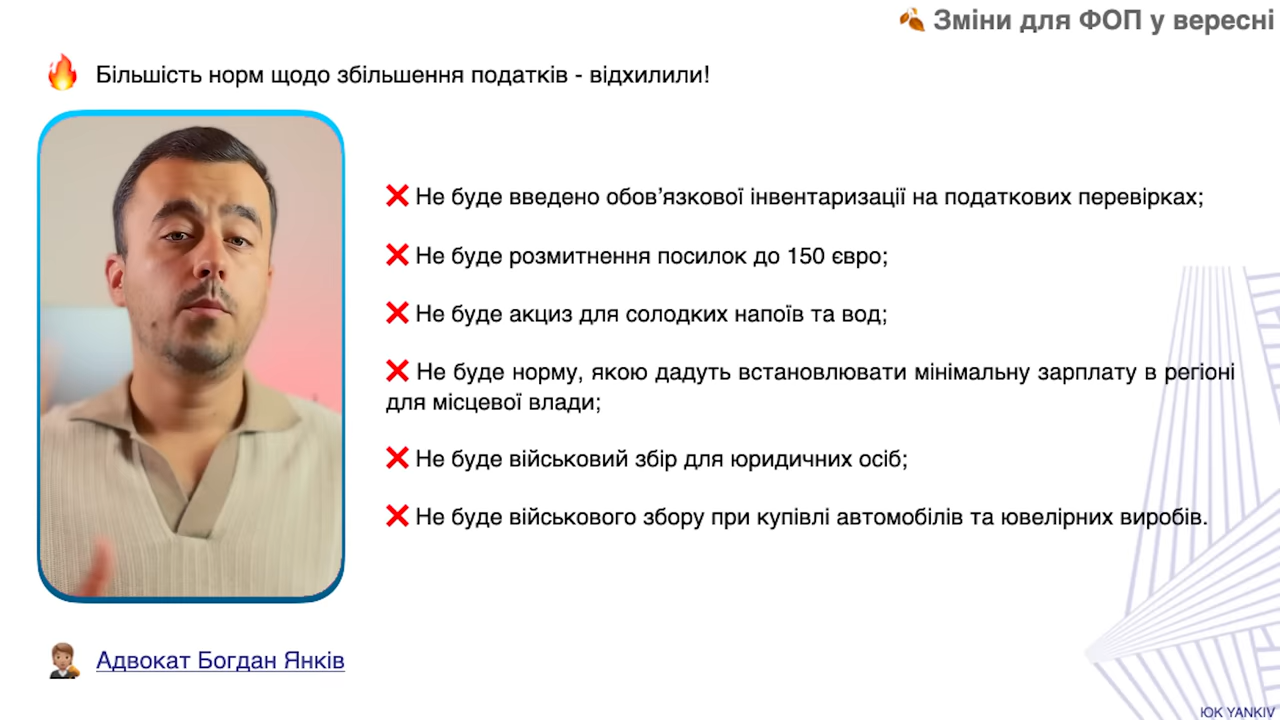 Зміни для ФОП у вересні
Більшість норм щодо збільшення податків - відхилили!
Не буде введено обов’язкової інвентаризації на податкових перевірках;
Не буде розмитнення посилок до 150 євро;
Не буде акциз для солодких напоїв та вод;
Не буде норму, якою дадуть встановлювати мінімальну зарплату в регіоні
для місцевої влади;
Не буде військовий збір для юридичних осіб;
Не буде військового збору при купівлі автомобілів та ювелірних виробів.
Адвокат Богдан Янків
ЮК YANKIV